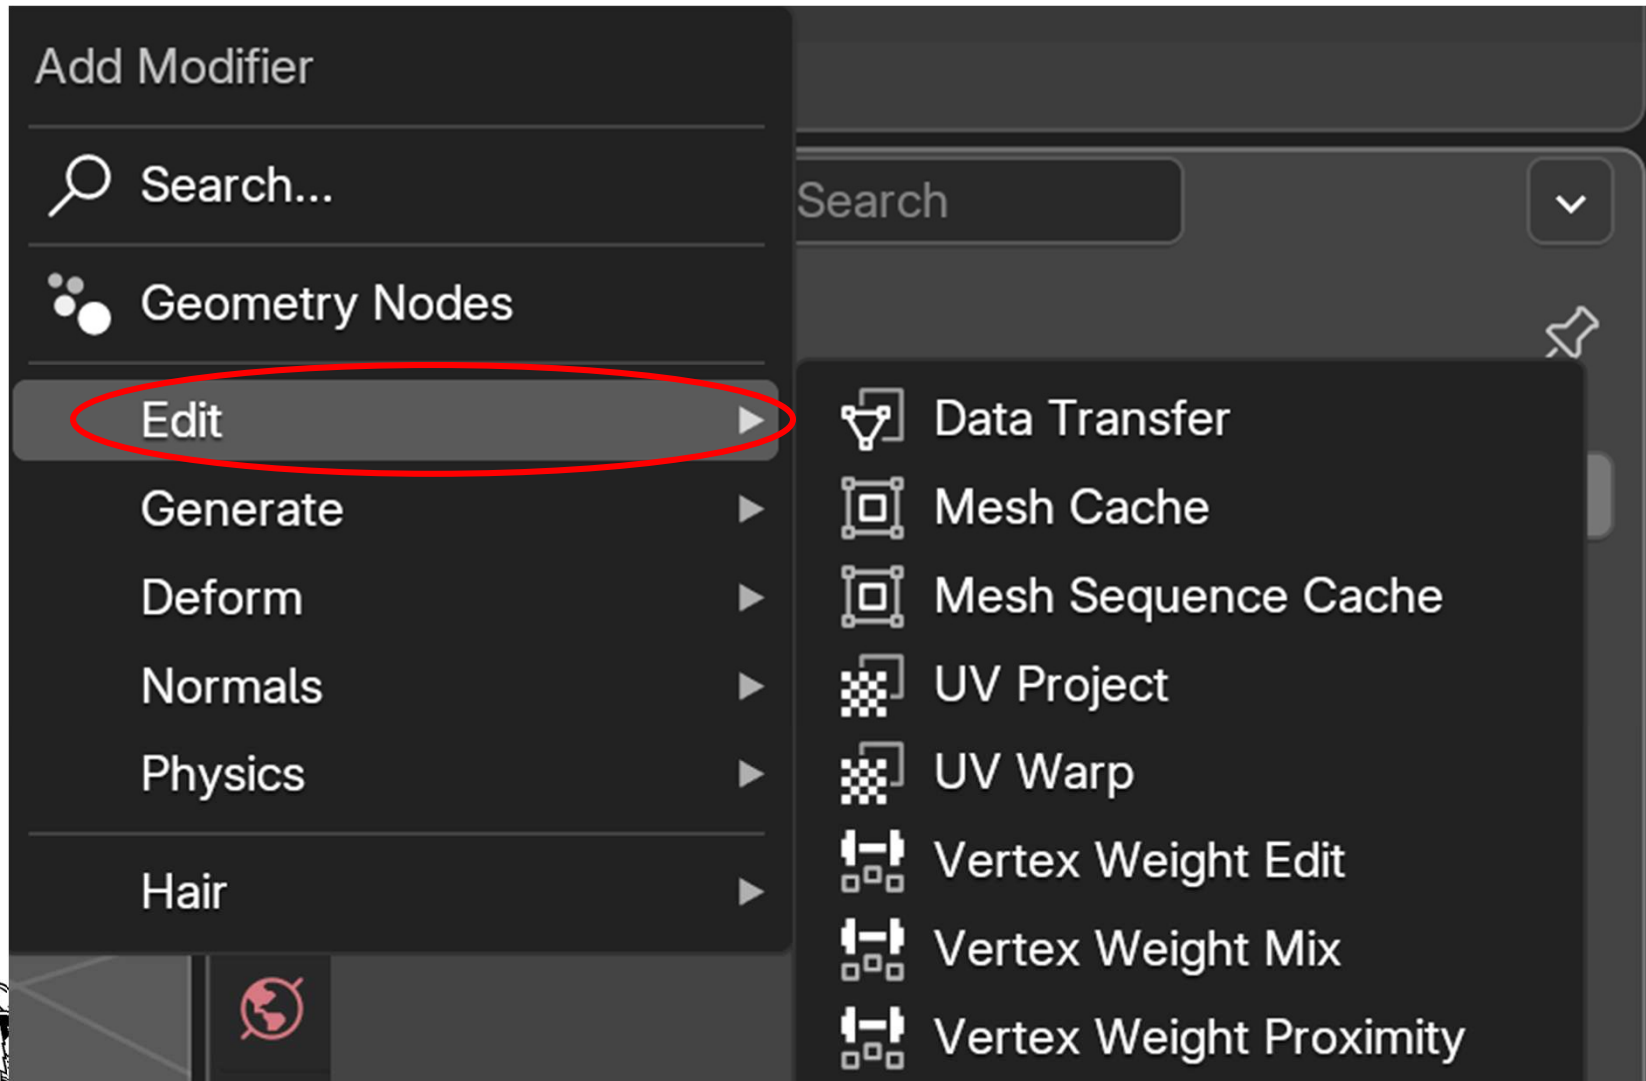 Add Modifier
Search...
Search
Geometry Nodes
Edit
Generate
Deform
Normals
Physics
Hair
Data Transfer
Mesh Cache
Mesh Sequence Cache
UV Project
UV Warp
Vertex Weight Edit
Vertex Weight Mix
Vertex Weight Proximity